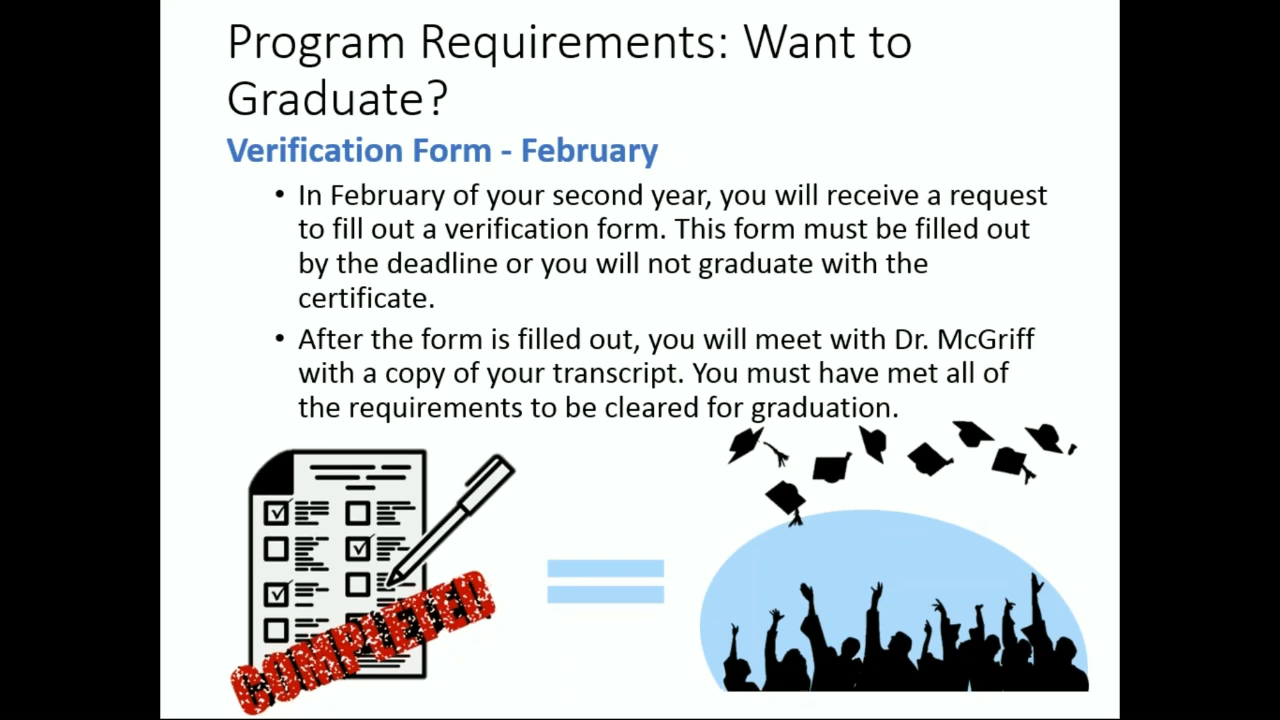 Program Requirements: Want to
Graduate?
Verification Form - February
• In February of your second year, you will receive a request
to fill out a verification form. This form must be filled out
by the deadline or you will not graduate with the
certificate.
• After the form is filled out, you will meet with Dr. McGriff
with a copy of your transcript. You must have met all of
the requirements to be cleared for graduation.
COMPLETED